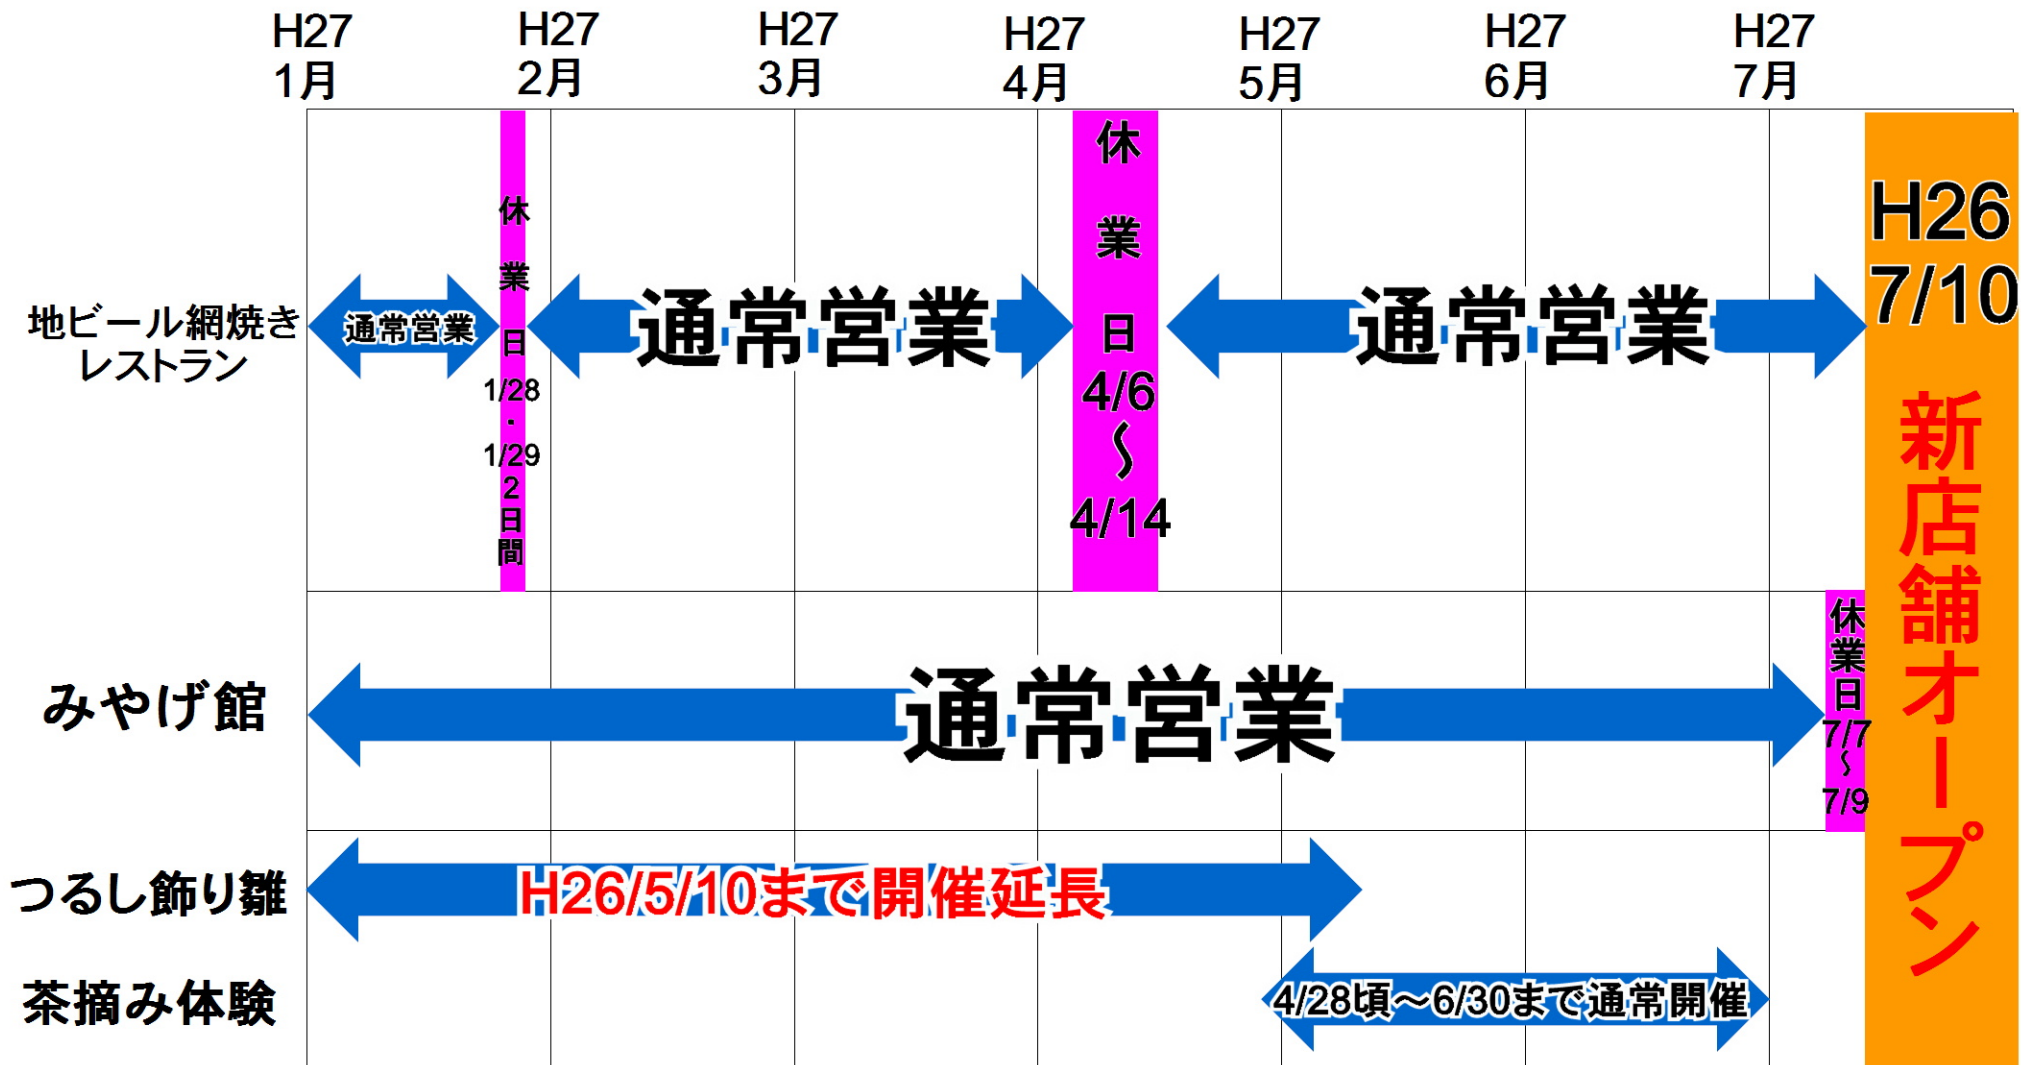 H27
1月
H27
2月
H27
3月
H27
4月
H27
5月
H27
6月
H27
7月
地ビール網焼き
レストラン
通常営業
休業日
1/28
・
1/29
2日間
通常営業
休業日
4/6
～
4/14
通常営業
H26
7/10
新店舗オープン
みやげ館
通常営業
休業日
7/7
～
7/9
つるし飾り雛
H26/5/10まで開催延長
茶摘み体験
4/28頃～6/30まで通常開催